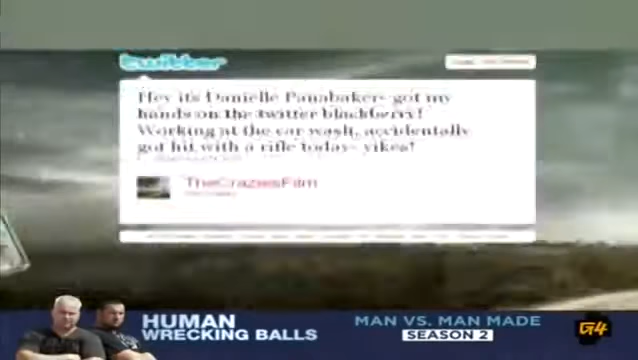 twitter
Hey it's Danielle Panabaker- got my
hands on the twitter blackberry!
Working at the car wash, accidentally
got hit with a rifle today- yikes!
TheCraziesFilm
HUMAN
WRECKING BALLS
MAN VS. MAN MADE
SEASON 2
G4